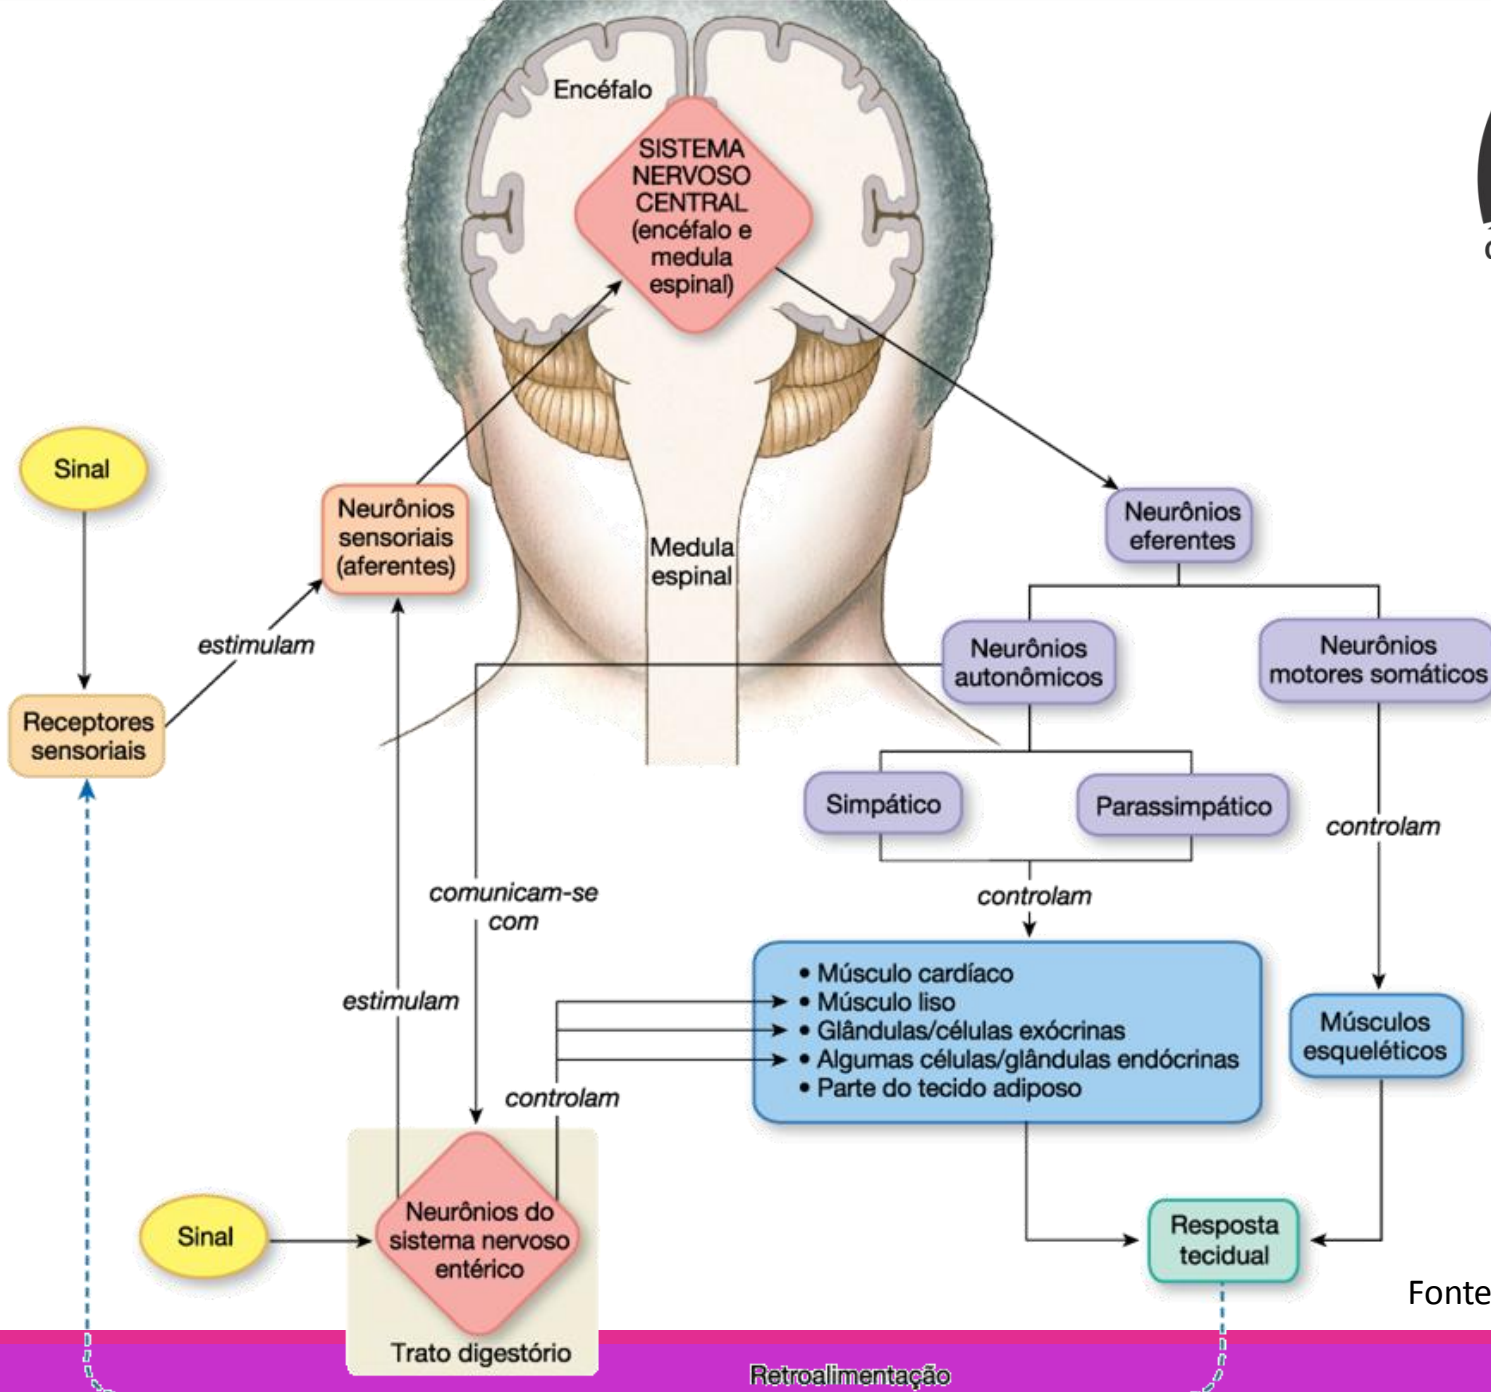 Encéfalo
SISTEMA
NERVOSO
CENTRAL
(encéfalo e
medula
espinal)
Sinal
Neurônios
sensoriais
(aferentes)
Neurônios
eferentes
Medula
espinal
estimulam
Neurônios
autonômicos
Neurônios
motores somáticos
Receptores
sensoriais
Simpático
Parassimpático
controlam
comunicam-se
com
controlam
• Músculo cardíaco
• Músculo liso
• Glândulas/células exócrinas
• Algumas células/glândulas endócrinas
• Parte do tecido adiposo
estimulam
Músculos
esqueléticos
controlam
Neurônios do
sistema nervoso
entérico
Sinal
Resposta
tecidual
Fonte
Trato digestório
Retroalimentação